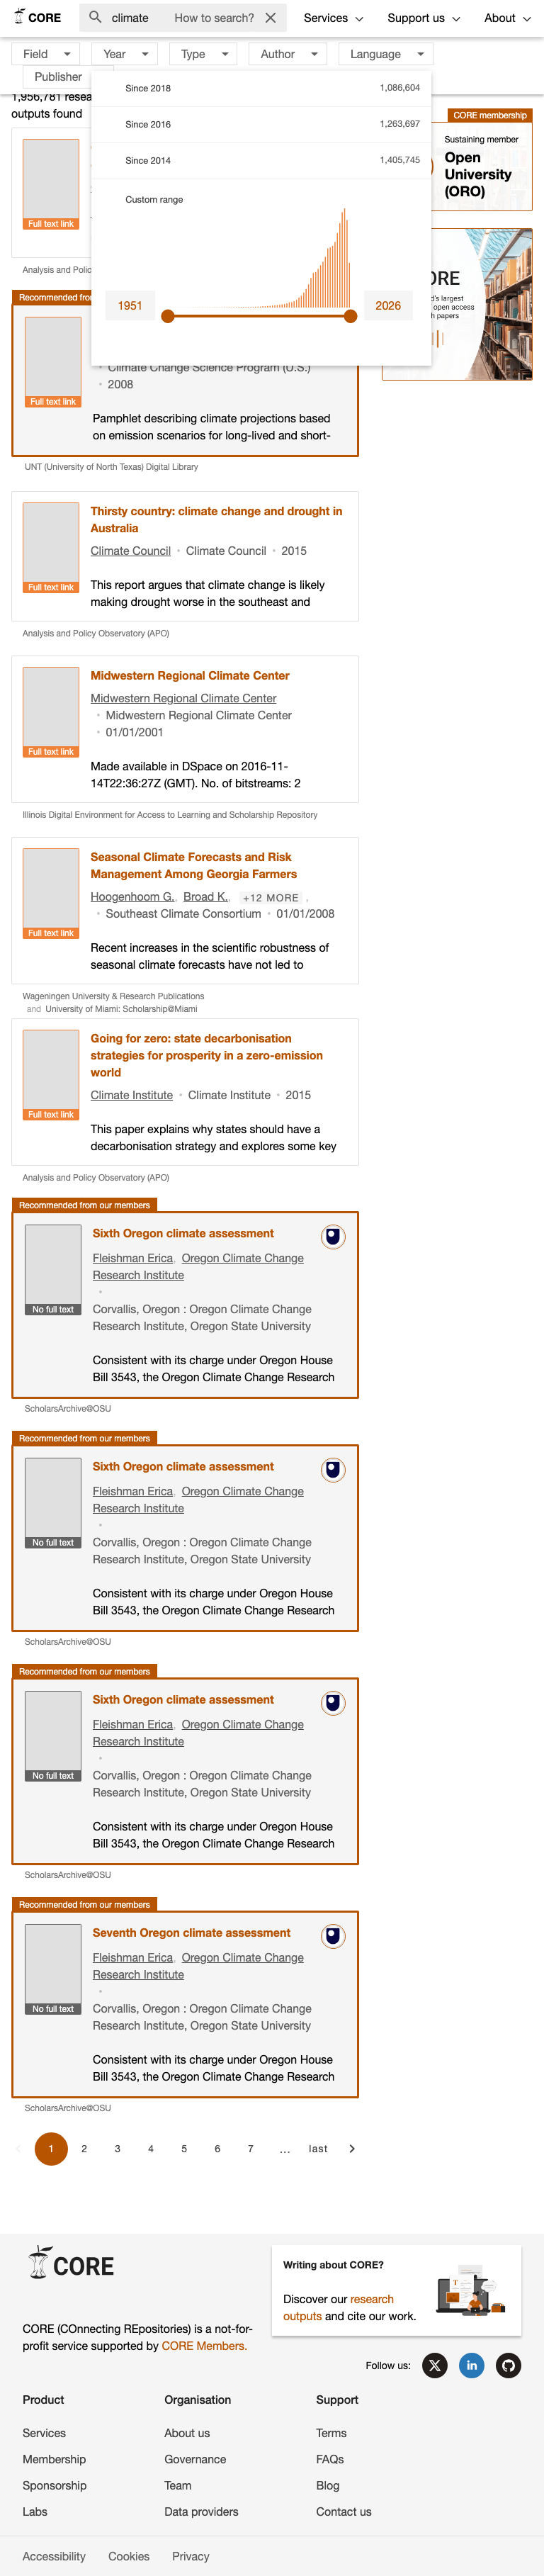 CORE
climate
How to search?
Services
Support us
About
Field
Year
Type
Author
Language
Publisher
1,956,781 resea
outputs found
Since 2018
1,086,604
Since 2016
1,263,697
Since 2014
1,405,745
Custom range
1951
2026
CORE membership
Sustaining member
Open
University
(ORO)
ORE
d's largest
open access
h papers
Full text link
Analysis and Polic
Recommended fror
Full text link
Climate Change Science Program (U.S.)
• 2008
Pamphlet describing climate projections based
on emission scenarios for long-lived and short-
UNT (University of North Texas) Digital Library
Full text link
Thirsty country: climate change and drought in
Australia
Climate Council • Climate Council • 2015
This report argues that climate change is likely
making drought worse in the southeast and
Analysis and Policy Observatory (APO)
Full text link
Midwestern Regional Climate Center
Midwestern Regional Climate Center
• Midwestern Regional Climate Center
• 01/01/2001
Made available in DSpace on 2016-11-
14T22:36:27Z (GMT). No. of bitstreams: 2
Illinois Digital Environment for Access to Learning and Scholarship Repository
Full text link
Seasonal Climate Forecasts and Risk
Management Among Georgia Farmers
Hoogenhoom G., Broad K., +12 MORE ,
• Southeast Climate Consortium • 01/01/2008
Recent increases in the scientific robustness of
seasonal climate forecasts have not led to
Wageningen University & Research Publications
and University of Miami: Scholarship@Miami
Full text link
Going for zero: state decarbonisation
strategies for prosperity in a zero-emission
world
Climate Institute • Climate Institute • 2015
This paper explains why states should have a
decarbonisation strategy and explores some key
Analysis and Policy Observatory (APO)
Recommended from our members
No full text
Sixth Oregon climate assessment
Fleishman Erica, Oregon Climate Change
Research Institute
•
Corvallis, Oregon : Oregon Climate Change
Research Institute, Oregon State University
Consistent with its charge under Oregon House
Bill 3543, the Oregon Climate Change Research
ScholarsArchive@OSU
Recommended from our members
No full text
Sixth Oregon climate assessment
Fleishman Erica, Oregon Climate Change
Research Institute
•
Corvallis, Oregon : Oregon Climate Change
Research Institute, Oregon State University
Consistent with its charge under Oregon House
Bill 3543, the Oregon Climate Change Research
ScholarsArchive@OSU
Recommended from our members
No full text
Sixth Oregon climate assessment
Fleishman Erica, Oregon Climate Change
Research Institute
•
Corvallis, Oregon : Oregon Climate Change
Research Institute, Oregon State University
Consistent with its charge under Oregon House
Bill 3543, the Oregon Climate Change Research
ScholarsArchive@OSU
Recommended from our members
No full text
Seventh Oregon climate assessment
Fleishman Erica, Oregon Climate Change
Research Institute
•
Corvallis, Oregon : Oregon Climate Change
Research Institute, Oregon State University
Consistent with its charge under Oregon House
Bill 3543, the Oregon Climate Change Research
ScholarsArchive@OSU
1 2 3 4 5 6 7 ... last
CORE
CORE (COnnecting REpositories) is a not-for-
profit service supported by CORE Members.
Writing about CORE?
Discover our research
outputs and cite our work.
Follow us:
Product
Services
Membership
Sponsorship
Labs
Organisation
About us
Governance
Team
Data providers
Support
Terms
FAQs
Blog
Contact us
Accessibility
Cookies
Privacy